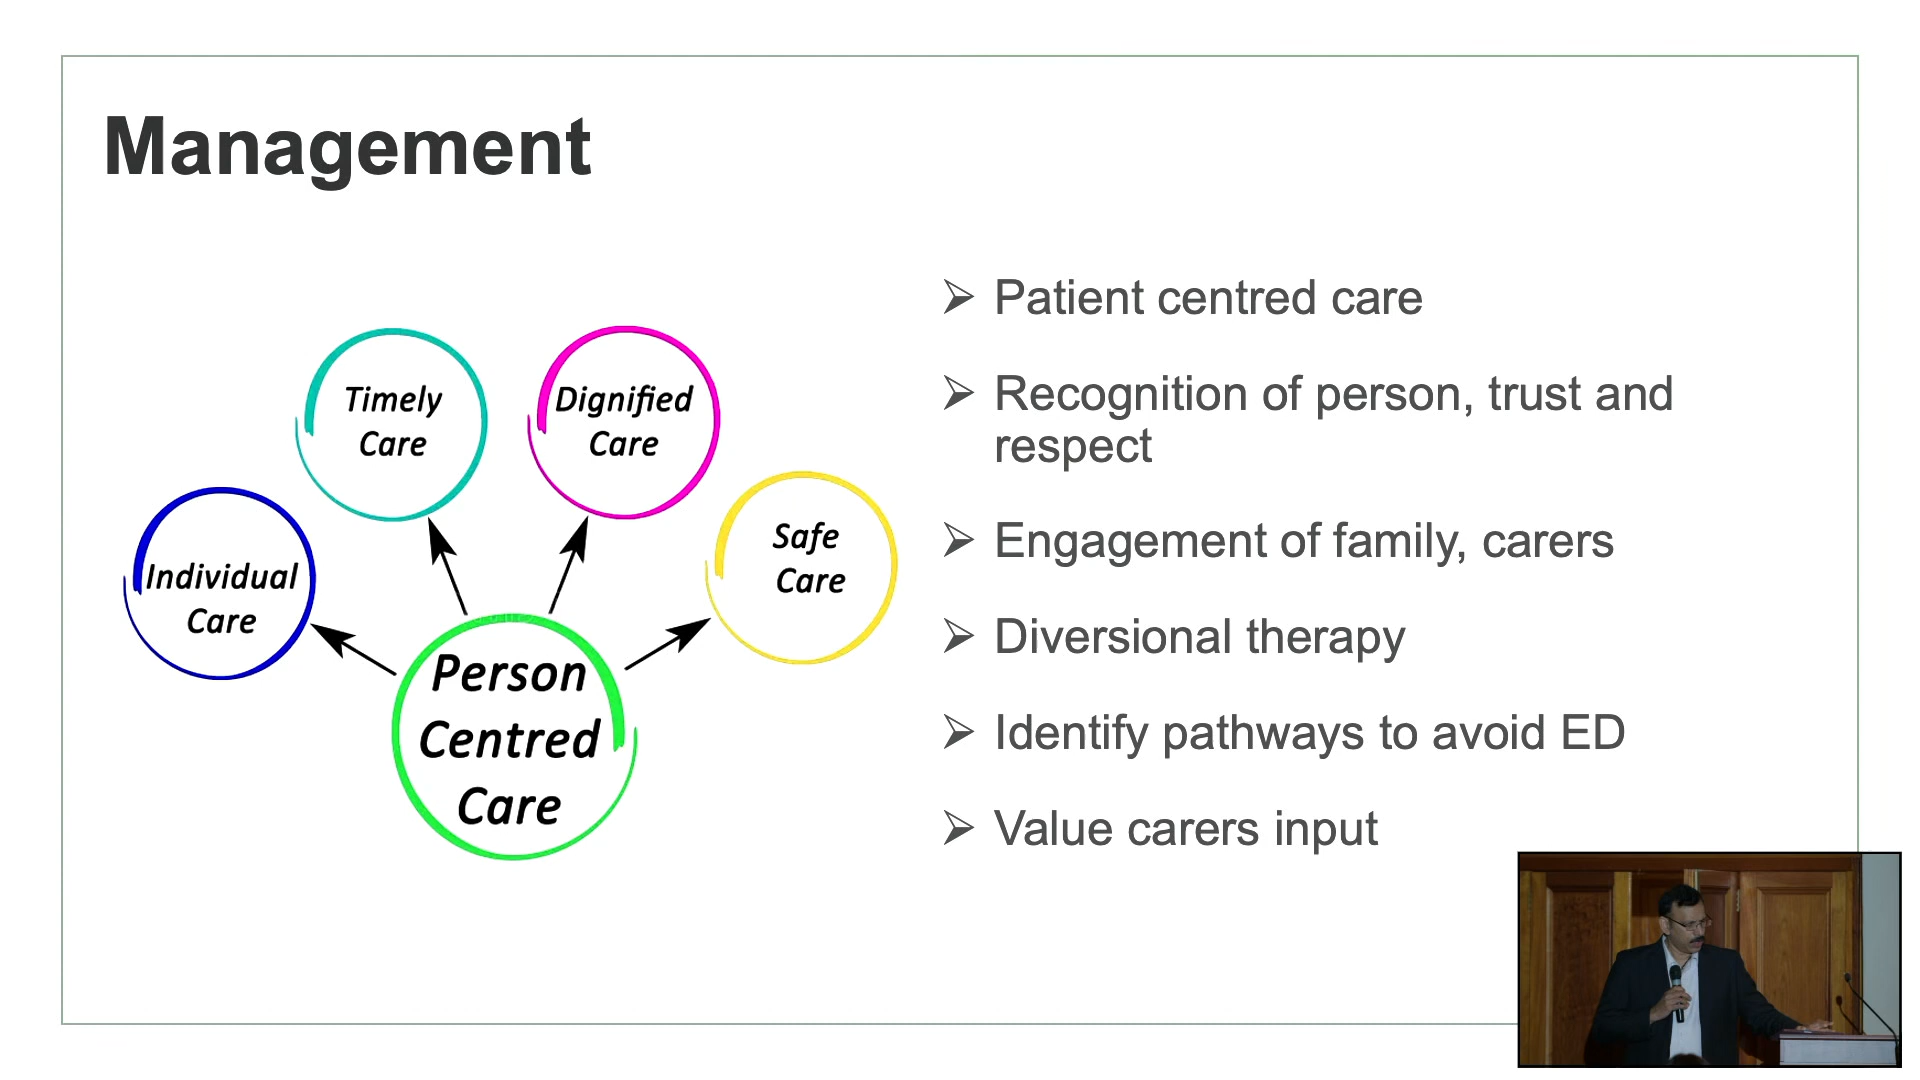 Management
Timely
Care
Dignified
Care
Individual
Care
Safe
Care
Person
Centred
Care
Patient centred care
Recognition of person, trust and
respect
Engagement of family, carers
Diversional therapy
Identify pathways to avoid ED
Value carers input